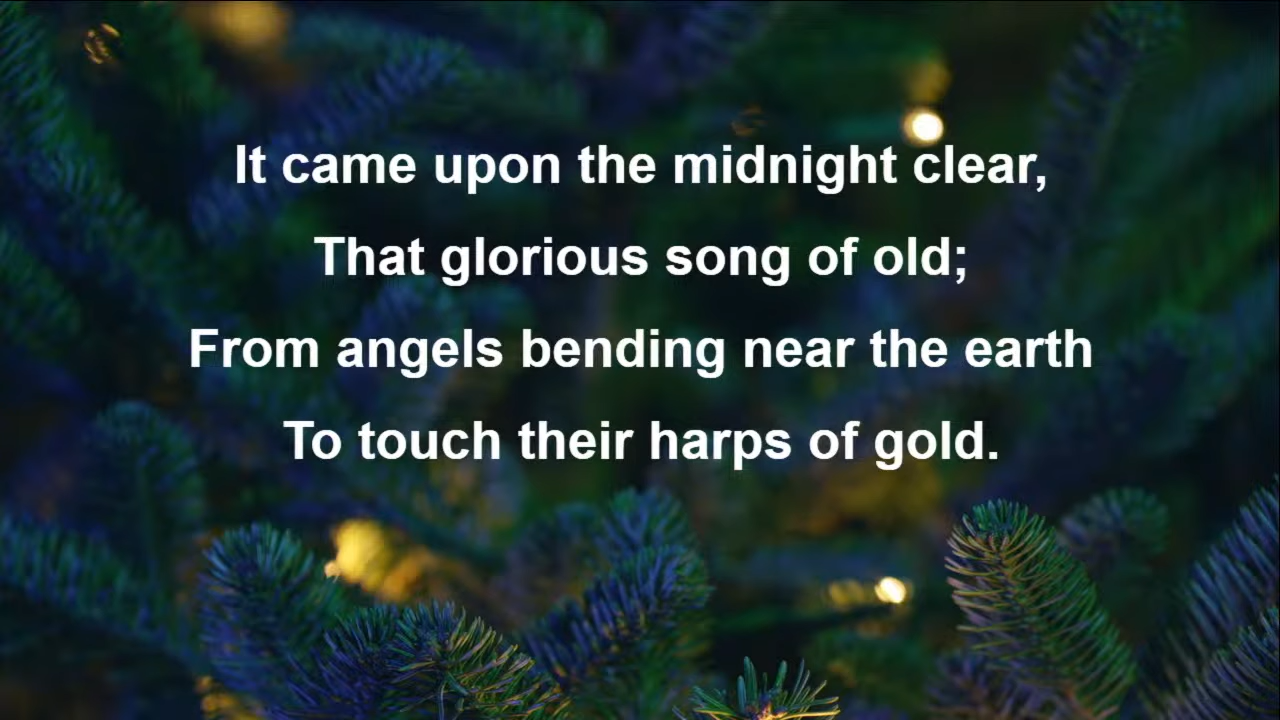 It came upon the midnight clear,
That glorious song of old;
From angels bending near the earth
To touch their harps of gold.